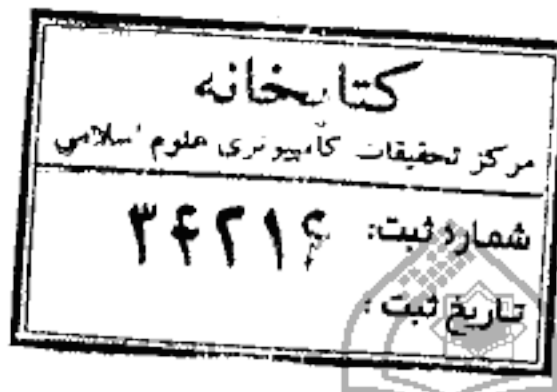 کتابخانه
مرکز تحقیقات کامپیوتری علوم اسلامی
شماره ثبت: ۳۴۲۱۶
تاریخ ثبت: